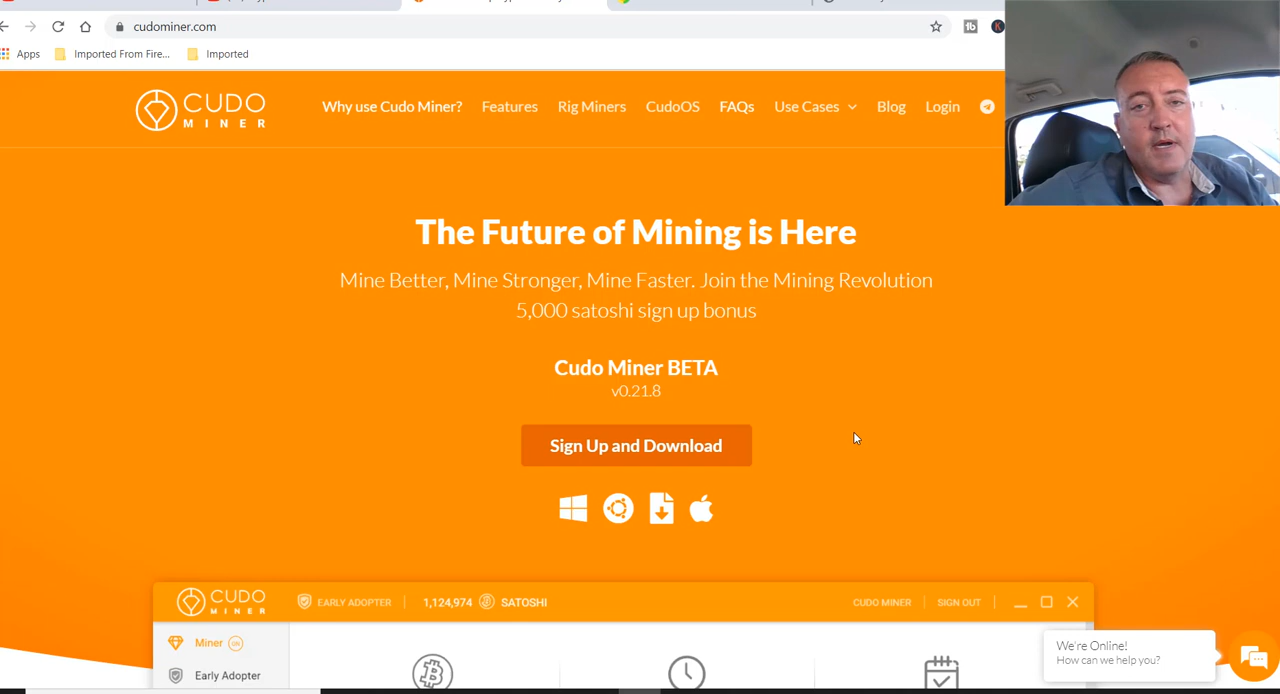 cudominer.com
Apps
Imported From Fire...
Imported
CUDO
MINER
Why use Cudo Miner?
Features
Rig Miners
CudoOS
FAQs
Use Cases
Blog
Login
The Future of Mining is Here
Mine Better, Mine Stronger, Mine Faster. Join the Mining Revolution
5,000 satoshi sign up bonus
Cudo Miner BETA
v0.21.8
Sign Up and Download
CUDO
MINER
EARLY ADOPTER
1,124,974
SATOSHI
CUDO MINER
SIGN OUT
Miner
ON
Early Adopter
We're Online!
How can we help you?